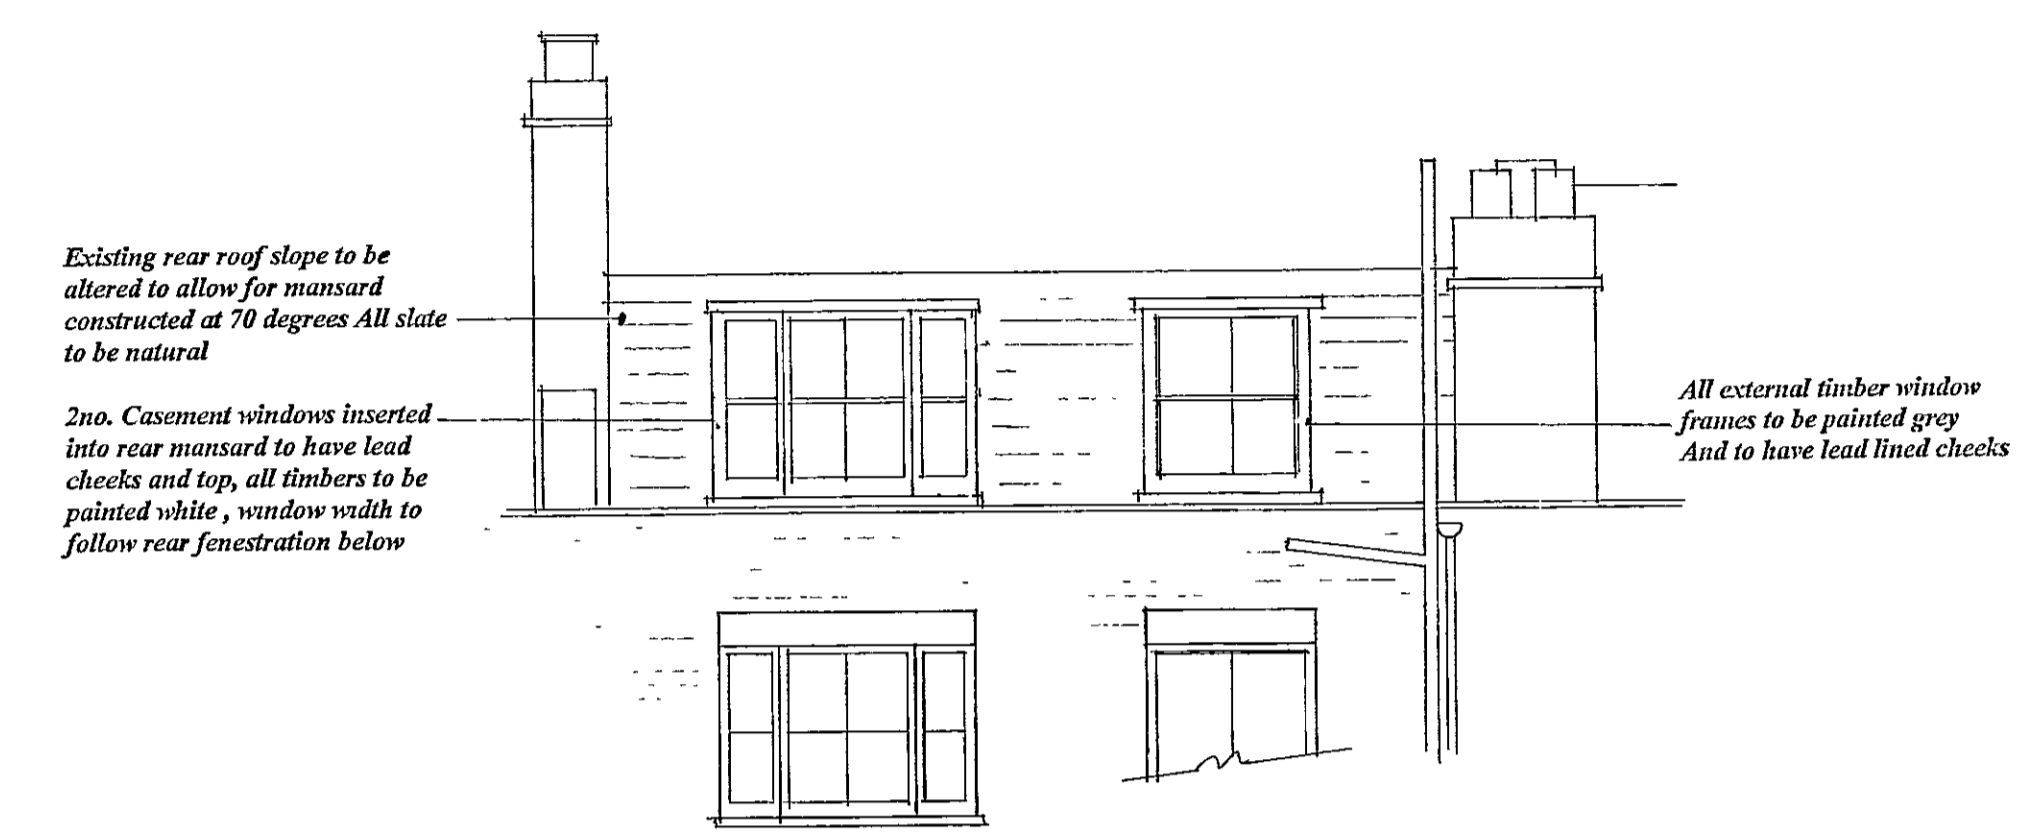 Existing rear roof slope to be
altered to allow for mansard
constructed at 70 degrees All slate
to be natural
2no. Casement windows inserted
into rear mansard to have lead
cheeks and top, all timbers to be
painted white , window width to
follow rear fenestration below
All external timber window
frames to be painted grey
And to have lead lined cheeks